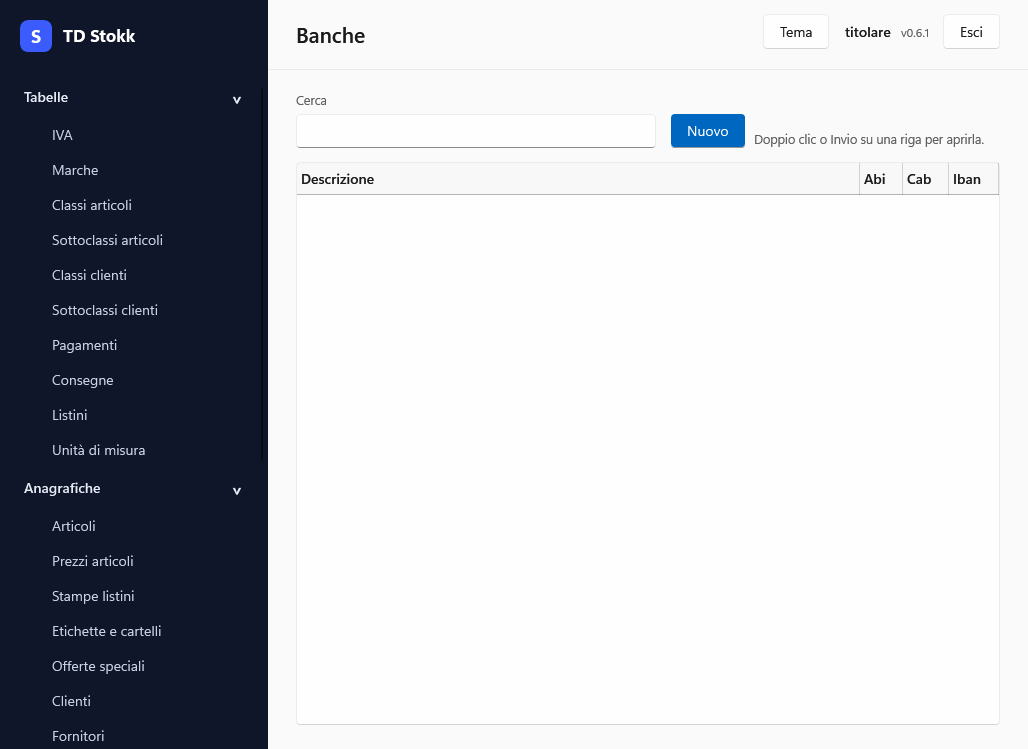 S TD Stokk
Tabelle
IVA
Marche
Classi articoli
Sottoclassi articoli
Classi clienti
Sottoclassi clienti
Pagamenti
Consegne
Listini
Unità di misura
Anagrafiche
Articoli
Prezzi articoli
Stampe listini
Etichette e cartelli
Offerte speciali
Clienti
Fornitori
Banche
Tema titolare v0.6.1 Esci
Cerca
Nuovo Doppio clic o Invio su una riga per aprirla.
Descrizione Abi Cab Iban